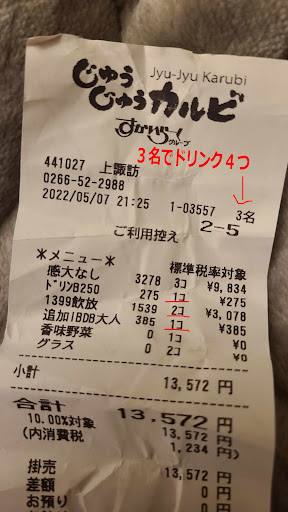 じゅうじゅうカルビ
Jyu-Jyu Karubi
すかいらーくグループ
3名でドリンク4つ
441027 上諏訪
0266-52-2988
2022/05/07 21:25 1-03557 3名
2-5
ご利用控え
*メニュー* 標準税率対象
感大なし 3278 3コ ¥9,834
ドリンB250 275 1コ ¥275
1399飲放 1539 2コ ¥3,078
追加IBDB大人 385 1コ ¥385
香味野菜 0 1コ ¥0
グラス 0 2コ ¥0
小計 13,572 円
合計 13,572 円
10.00%対象 13,572 円
(内消費税 1,234 円)
掛売 13,572 円
差額 0 円
お預り 0 円